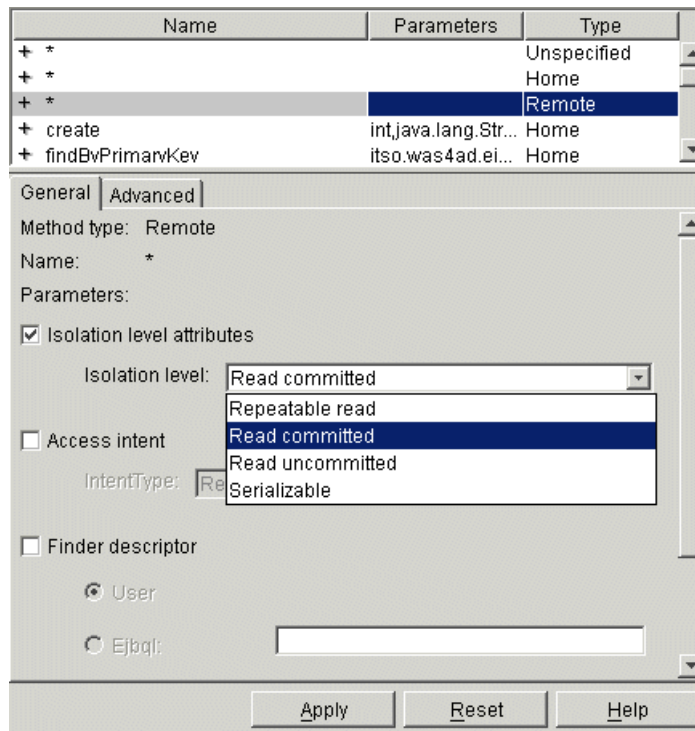 Name Parameters Type
+ * Unspecified
+ * Home
+ * Remote
+ create int,java.lang.Str... Home
+ findByPrimaryKey itso.was4ad.ei... Home
General Advanced
Method type: Remote
Name: *
Parameters:
Isolation level attributes
Isolation level: Read committed
Repeatable read
Access intent Read committed
Read uncommitted
IntentType: Re Serializable
Finder descriptor
User
Ejbql:
Apply Reset Help